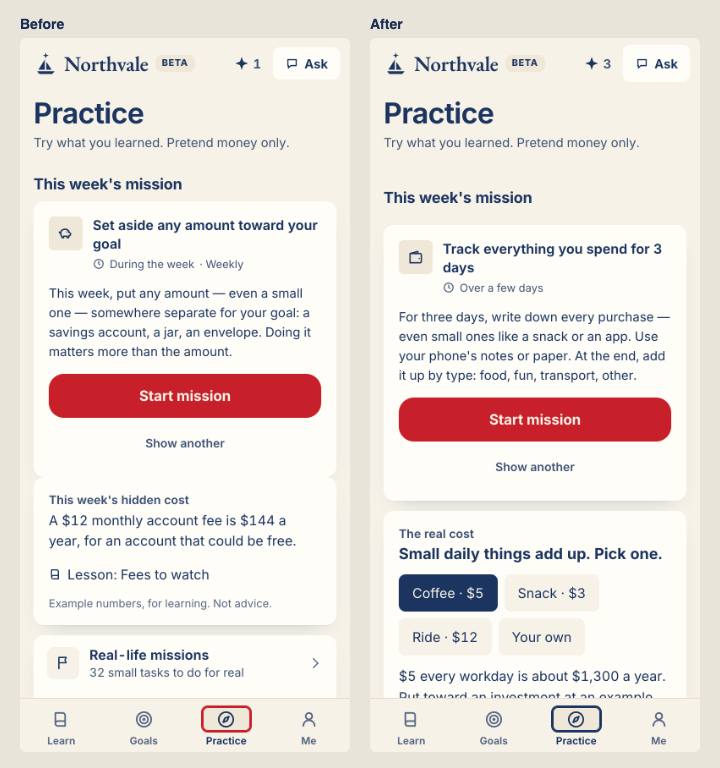 Before
Northvale BETA 1 Ask
Practice
Try what you learned. Pretend money only.
This week's mission
Set aside any amount toward your
goal
During the week · Weekly
This week, put any amount — even a small
one — somewhere separate for your goal: a
savings account, a jar, an envelope. Doing it
matters more than the amount.
Start mission
Show another
This week's hidden cost
A $12 monthly account fee is $144 a
year, for an account that could be free.
Lesson: Fees to watch
Example numbers, for learning. Not advice.
Real-life missions
32 small tasks to do for real
Learn Goals Practice Me
After
Northvale BETA 3 Ask
Practice
Try what you learned. Pretend money only.
This week's mission
Track everything you spend for 3
days
Over a few days
For three days, write down every purchase —
even small ones like a snack or an app. Use
your phone's notes or paper. At the end, add
it up by type: food, fun, transport, other.
Start mission
Show another
The real cost
Small daily things add up. Pick one.
Coffee · $5 Snack · $3
Ride · $12 Your own
$5 every workday is about $1,300 a year.
Put toward an investment at an example
Learn Goals Practice Me